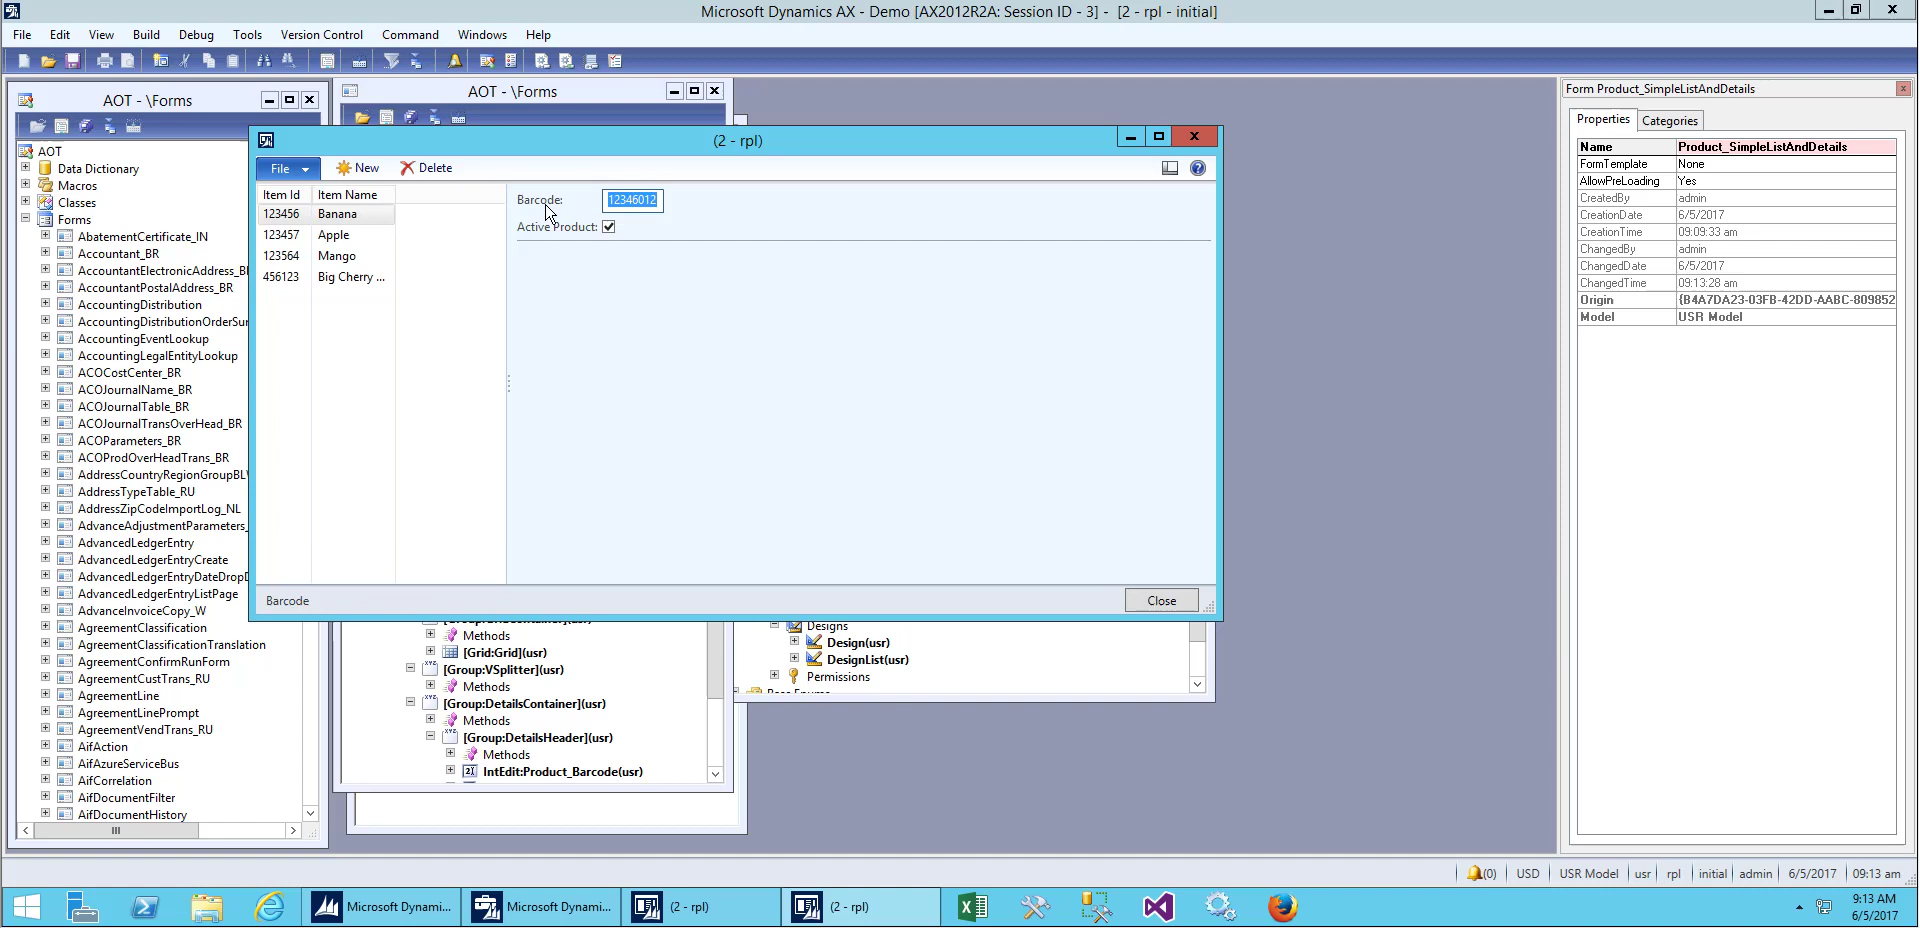 Microsoft Dynamics AX - Demo [AX2012R2A: Session ID - 3] - [2 - rpl - initial]
File Edit View Build Debug Tools Version Control Command Windows Help
AOT - \Forms
AOT
Data Dictionary
Macros
Classes
Forms
AbatementCertificate_IN
Accountant_BR
AccountantElectronicAddress_B
AccountantPostalAddress_BR
AccountingDistribution
AccountingDistributionOrderSu
AccountingEventLookup
AccountingLegalEntityLookup
ACOCostCenter_BR
ACOJournalName_BR
ACOJournalTable_BR
ACOJournalTransOverHead_BR
ACOParameters_BR
ACOProdOverHeadTrans_BR
AddressCountryRegionGroupBL
AddressTypeTable_RU
AddressZipCodeImportLog_NL
AdvanceAdjustmentParameters_
AdvancedLedgerEntry
AdvancedLedgerEntryCreate
AdvancedLedgerEntryDateDropD
AdvancedLedgerEntryListPage
AdvanceInvoiceCopy_W
AgreementClassification
AgreementClassificationTranslation
AgreementConfirmRunForm
AgreementCustTrans_RU
AgreementLine
AgreementLinePrompt
AgreementVendTrans_RU
AifAction
AifAzureServiceBus
AifCorrelation
AifDocumentFilter
AifDocumentHistory
AOT - \Forms
(2 - rpl)
File New Delete
Item Id Item Name
123456 Banana
123457 Apple
123564 Mango
456123 Big Cherry ...
Barcode: 12346012
Active Product:
Barcode
Close
Methods
[Grid:Grid](usr)
[Group:VSplitter](usr)
Methods
[Group:DetailsContainer](usr)
Methods
[Group:DetailsHeader](usr)
Methods
IntEdit:Product_Barcode(usr)
Designs
Design(usr)
DesignList(usr)
Permissions
Base Enums
Form Product_SimpleListAndDetails
Properties Categories
Name Product_SimpleListAndDetails
FormTemplate None
AllowPreLoading Yes
CreatedBy admin
CreationDate 6/5/2017
CreationTime 09:09:33 am
ChangedBy admin
ChangedDate 6/5/2017
ChangedTime 09:13:28 am
Origin {B4A7DA23-03FB-42DD-AABC-809852
Model USR Model
(0) USD USR Model usr rpl initial admin 6/5/2017 09:13 am
Microsoft Dynami... Microsoft Dynami... (2 - rpl) (2 - rpl)
9:13 AM
6/5/2017